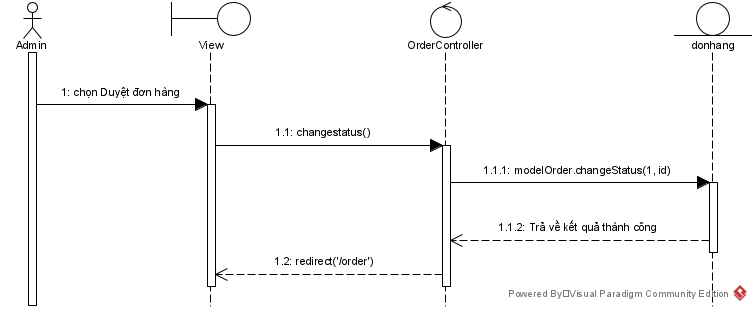 Admin
View
OrderController
donhang
1: chọn Duyệt đơn hàng
1.1: changestatus()
1.1.1: modelOrder.changeStatus(1, id)
1.1.2: Trả về kết quả thành công
1.2: redirect('/order')
Powered By Visual Paradigm Community Edition